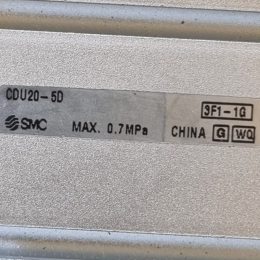 CDU20-5D
3F1-1G
SMC MAX. 0.7MPa CHINA G WQ